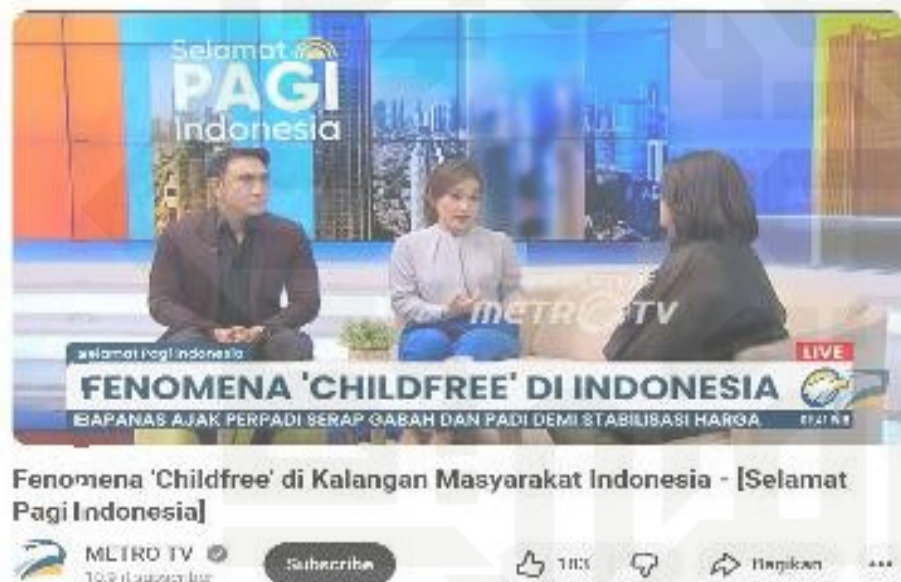 Selamat
PAGI
Indonesia
METRO TV
Selamat Pagi Indonesia
LIVE
FENOMENA 'CHILDFREE' DI INDONESIA
BAPANAS AJAK PERPADI SERAP GABAH DAN PADI DEMI STABILISASI HARGA
Fenomena 'Childfree' di Kalangan Masyarakat Indonesia - [Selamat
Pagi Indonesia]
METRO TV
Subscribe
183
Bagikan